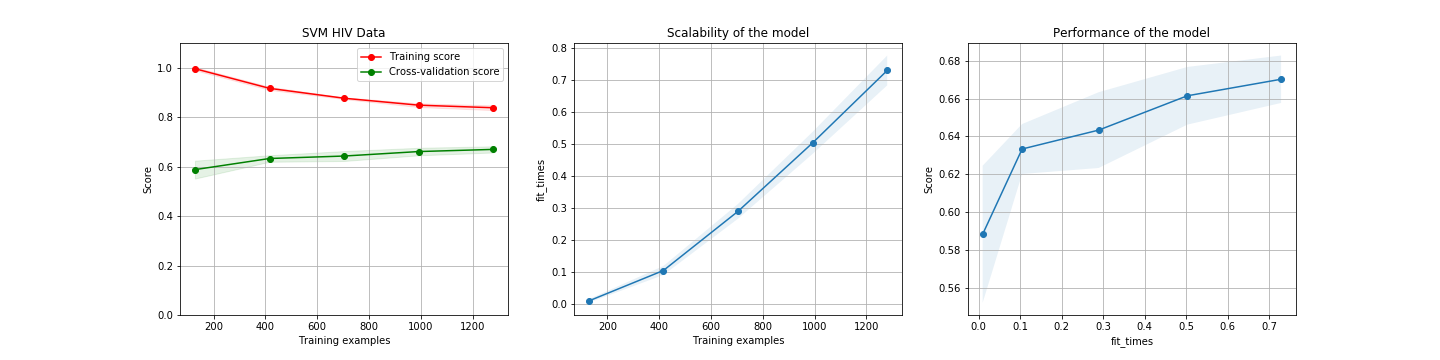 SVM HIV Data
Training score
Cross-validation score
1.0
0.8
0.6
0.4
0.2
0.0
Score
200 400 600 800 1000 1200
Training examples
Scalability of the model
0.8
0.7
0.6
0.5
0.4
0.3
0.2
0.1
0.0
fit_times
200 400 600 800 1000 1200
Training examples
Performance of the model
0.68
0.66
0.64
0.62
0.60
0.58
0.56
Score
0.0 0.1 0.2 0.3 0.4 0.5 0.6 0.7
fit_times